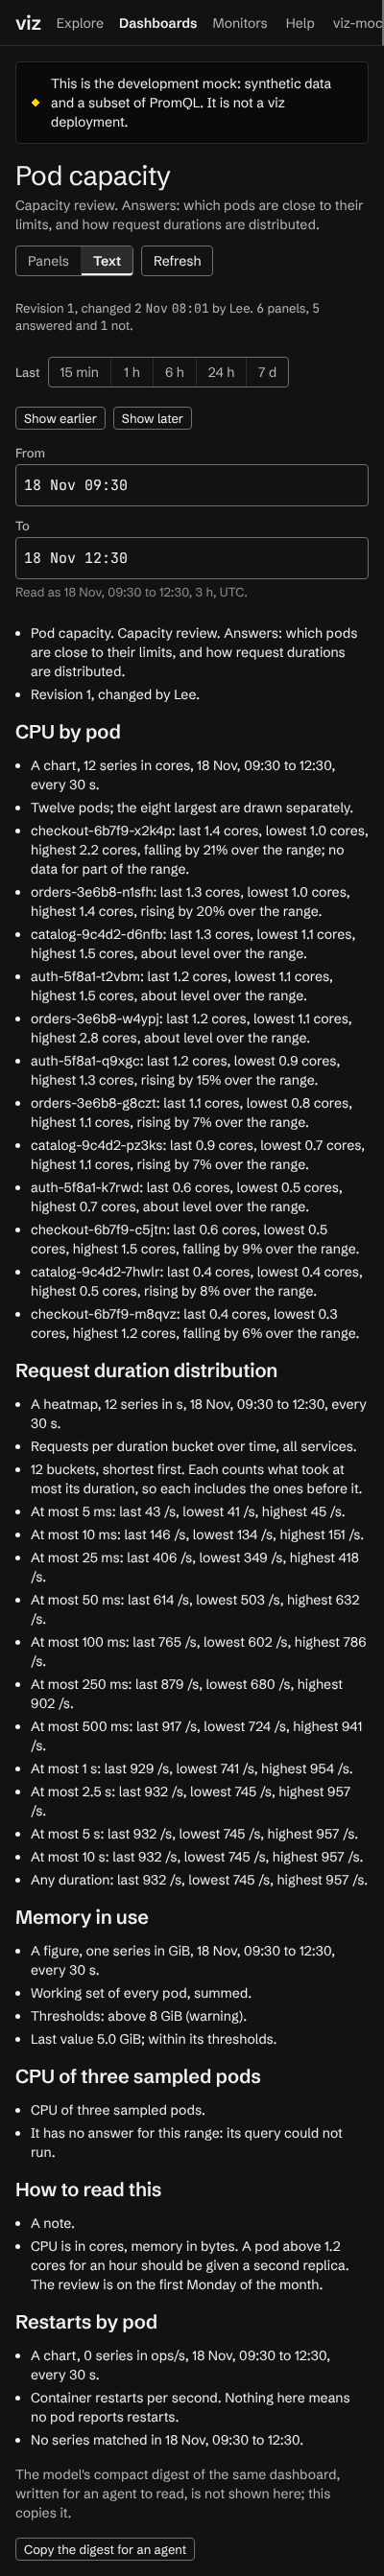 viz Explore Dashboards Monitors Help viz-moc
This is the development mock: synthetic data
and a subset of PromQL. It is not a viz
deployment.
Pod capacity
Capacity review. Answers: which pods are close to their
limits, and how request durations are distributed.
Panels Text Refresh
Revision 1, changed 2 Nov 08:01 by Lee. 6 panels, 5
answered and 1 not.
Last 15 min 1 h 6 h 24 h 7 d
Show earlier Show later
From
18 Nov 09:30
To
18 Nov 12:30
Read as 18 Nov, 09:30 to 12:30, 3 h, UTC.
• Pod capacity. Capacity review. Answers: which pods
are close to their limits, and how request durations
are distributed.
• Revision 1, changed by Lee.
CPU by pod
• A chart, 12 series in cores, 18 Nov, 09:30 to 12:30,
every 30 s.
• Twelve pods; the eight largest are drawn separately.
• checkout-6b7f9-x2k4p: last 1.4 cores, lowest 1.0 cores,
highest 2.2 cores, falling by 21% over the range; no
data for part of the range.
• orders-3e6b8-n1sfh: last 1.3 cores, lowest 1.0 cores,
highest 1.4 cores, rising by 20% over the range.
• catalog-9c4d2-d6nfb: last 1.3 cores, lowest 1.1 cores,
highest 1.5 cores, about level over the range.
• auth-5f8a1-t2vbm: last 1.2 cores, lowest 1.1 cores,
highest 1.5 cores, about level over the range.
• orders-3e6b8-w4ypj: last 1.2 cores, lowest 1.1 cores,
highest 2.8 cores, about level over the range.
• auth-5f8a1-q9xgc: last 1.2 cores, lowest 0.9 cores,
highest 1.3 cores, rising by 15% over the range.
• orders-3e6b8-g8czt: last 1.1 cores, lowest 0.8 cores,
highest 1.1 cores, rising by 7% over the range.
• catalog-9c4d2-pz3ks: last 0.9 cores, lowest 0.7 cores,
highest 1.1 cores, rising by 7% over the range.
• auth-5f8a1-k7rwd: last 0.6 cores, lowest 0.5 cores,
highest 0.7 cores, about level over the range.
• checkout-6b7f9-c5jtn: last 0.6 cores, lowest 0.5
cores, highest 1.5 cores, falling by 9% over the range.
• catalog-9c4d2-7hwlr: last 0.4 cores, lowest 0.4 cores,
highest 0.5 cores, rising by 8% over the range.
• checkout-6b7f9-m8qvz: last 0.4 cores, lowest 0.3
cores, highest 1.2 cores, falling by 6% over the range.
Request duration distribution
• A heatmap, 12 series in s, 18 Nov, 09:30 to 12:30, every
30 s.
• Requests per duration bucket over time, all services.
• 12 buckets, shortest first. Each counts what took at
most its duration, so each includes the ones before it.
• At most 5 ms: last 43 /s, lowest 41 /s, highest 45 /s.
• At most 10 ms: last 146 /s, lowest 134 /s, highest 151 /s.
• At most 25 ms: last 406 /s, lowest 349 /s, highest 418
/s.
• At most 50 ms: last 614 /s, lowest 503 /s, highest 632
/s.
• At most 100 ms: last 765 /s, lowest 602 /s, highest 786
/s.
• At most 250 ms: last 879 /s, lowest 680 /s, highest
902 /s.
• At most 500 ms: last 917 /s, lowest 724 /s, highest 941
/s.
• At most 1 s: last 929 /s, lowest 741 /s, highest 954 /s.
• At most 2.5 s: last 932 /s, lowest 745 /s, highest 957
/s.
• At most 5 s: last 932 /s, lowest 745 /s, highest 957 /s.
• At most 10 s: last 932 /s, lowest 745 /s, highest 957 /s.
• Any duration: last 932 /s, lowest 745 /s, highest 957 /s.
Memory in use
• A figure, one series in GiB, 18 Nov, 09:30 to 12:30,
every 30 s.
• Working set of every pod, summed.
• Thresholds: above 8 GiB (warning).
• Last value 5.0 GiB; within its thresholds.
CPU of three sampled pods
• CPU of three sampled pods.
• It has no answer for this range: its query could not
run.
How to read this
• A note.
• CPU is in cores, memory in bytes. A pod above 1.2
cores for an hour should be given a second replica.
The review is on the first Monday of the month.
Restarts by pod
• A chart, 0 series in ops/s, 18 Nov, 09:30 to 12:30,
every 30 s.
• Container restarts per second. Nothing here means
no pod reports restarts.
• No series matched in 18 Nov, 09:30 to 12:30.
The model's compact digest of the same dashboard,
written for an agent to read, is not shown here; this
copies it.
Copy the digest for an agent